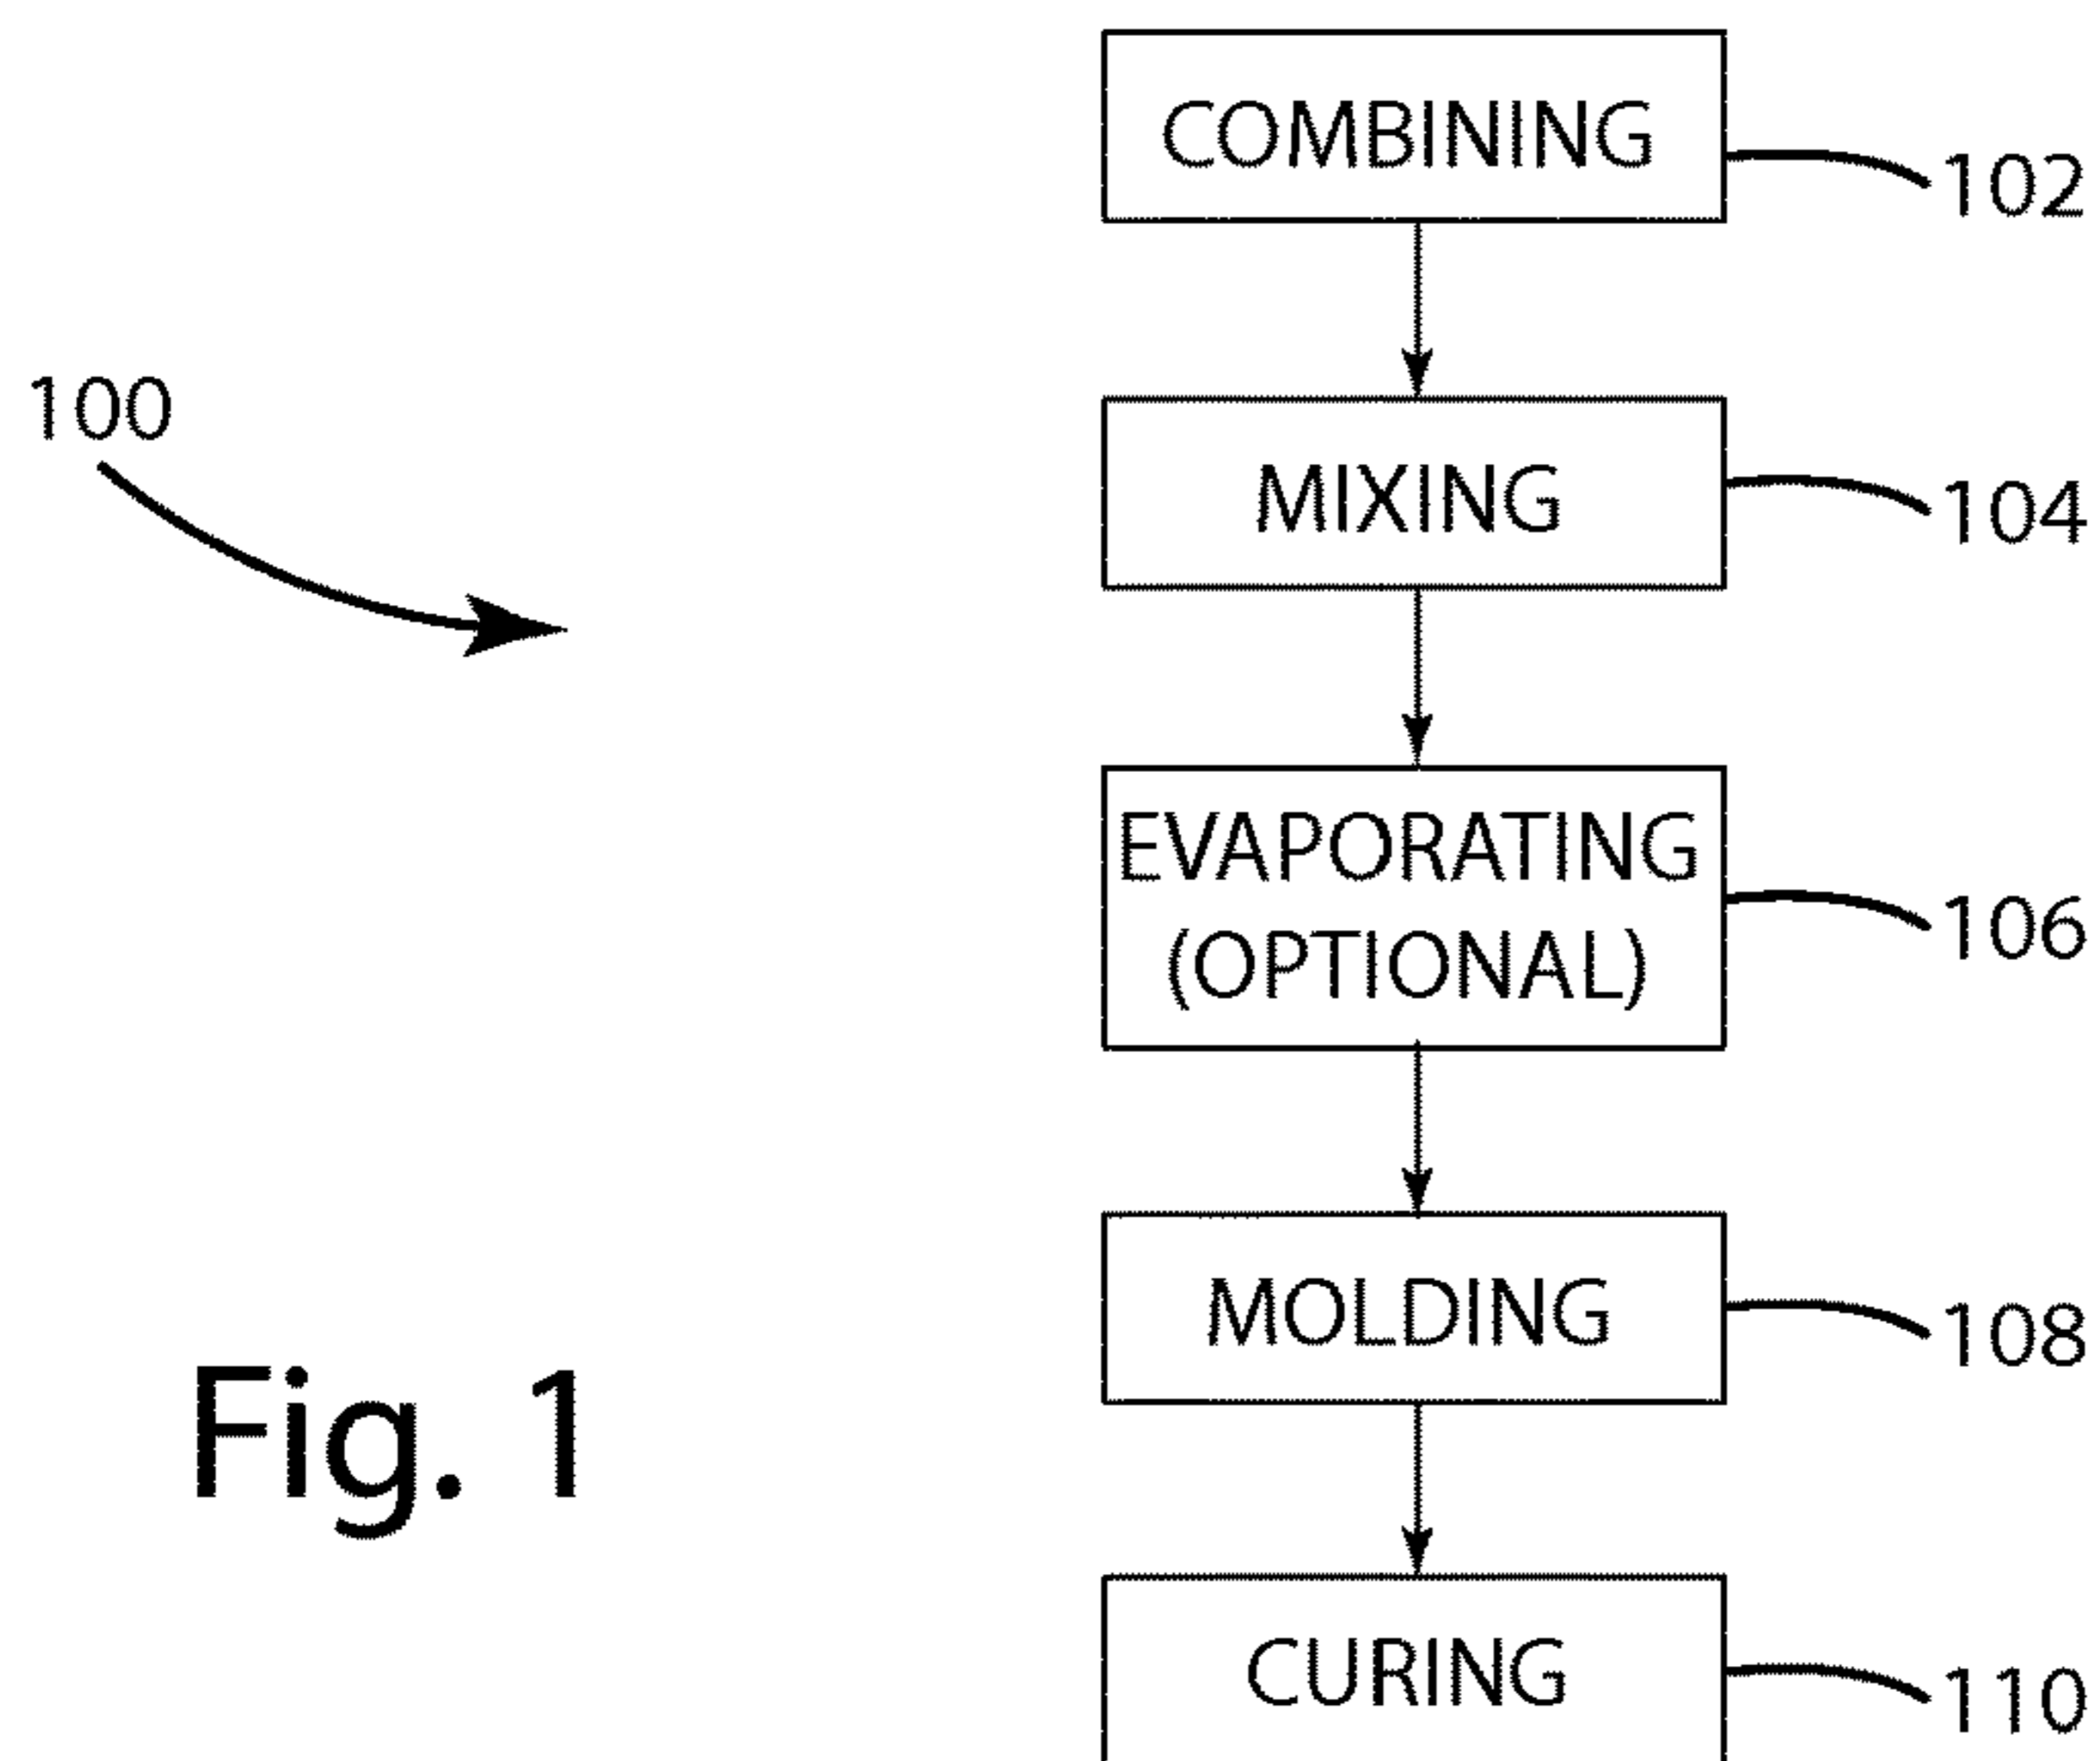 COMBINING
102
100
MIXING
104
EVAPORATING
(OPTIONAL)
106
MOLDING
108
Fig. 1
CURING
110